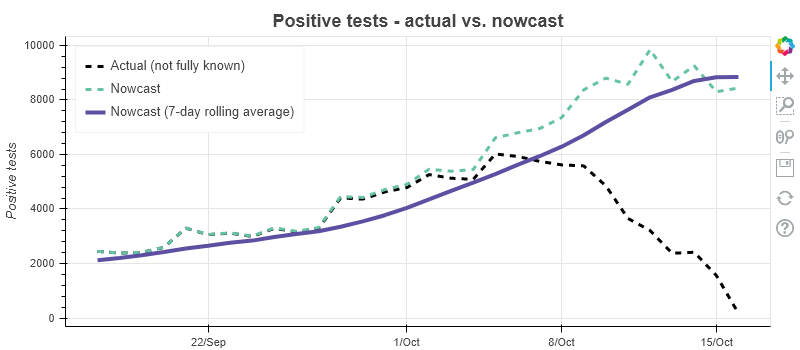 Positive tests - actual vs. nowcast
Actual (not fully known)
Nowcast
Nowcast (7-day rolling average)
Positive tests
10000
8000
6000
4000
2000
0
22/Sep
1/Oct
8/Oct
15/Oct